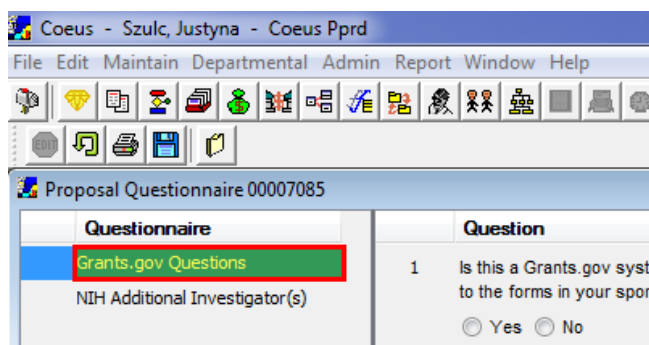 Coeus - Szulc, Justyna - Coeus Pprd
File Edit Maintain Departmental Admin Report Window Help
EDIT
Proposal Questionnaire 00007085
Questionnaire
Question
Grants.gov Questions
NIH Additional Investigator(s)
1 Is this a Grants.gov syst
to the forms in your spor
Yes No